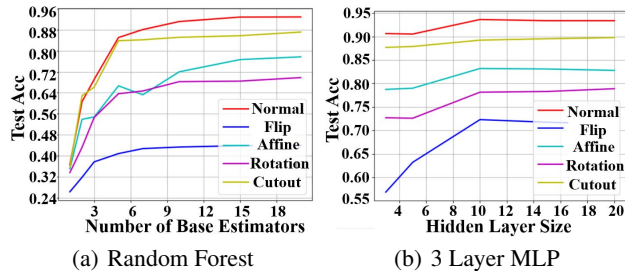 0.96
0.88
0.80
0.72
0.64
0.56
0.48
0.40
0.32
0.24
Test Acc
Normal
Flip
Affine
Rotation
Cutout
3 6 9 12 15 18
Number of Base Estimators
(a) Random Forest
0.95
0.90
0.85
0.80
0.75
0.70
0.65
0.60
0.55
Test Acc
Normal
Flip
Affine
Rotation
Cutout
4 6 8 10 12 14 16 18 20
Hidden Layer Size
(b) 3 Layer MLP